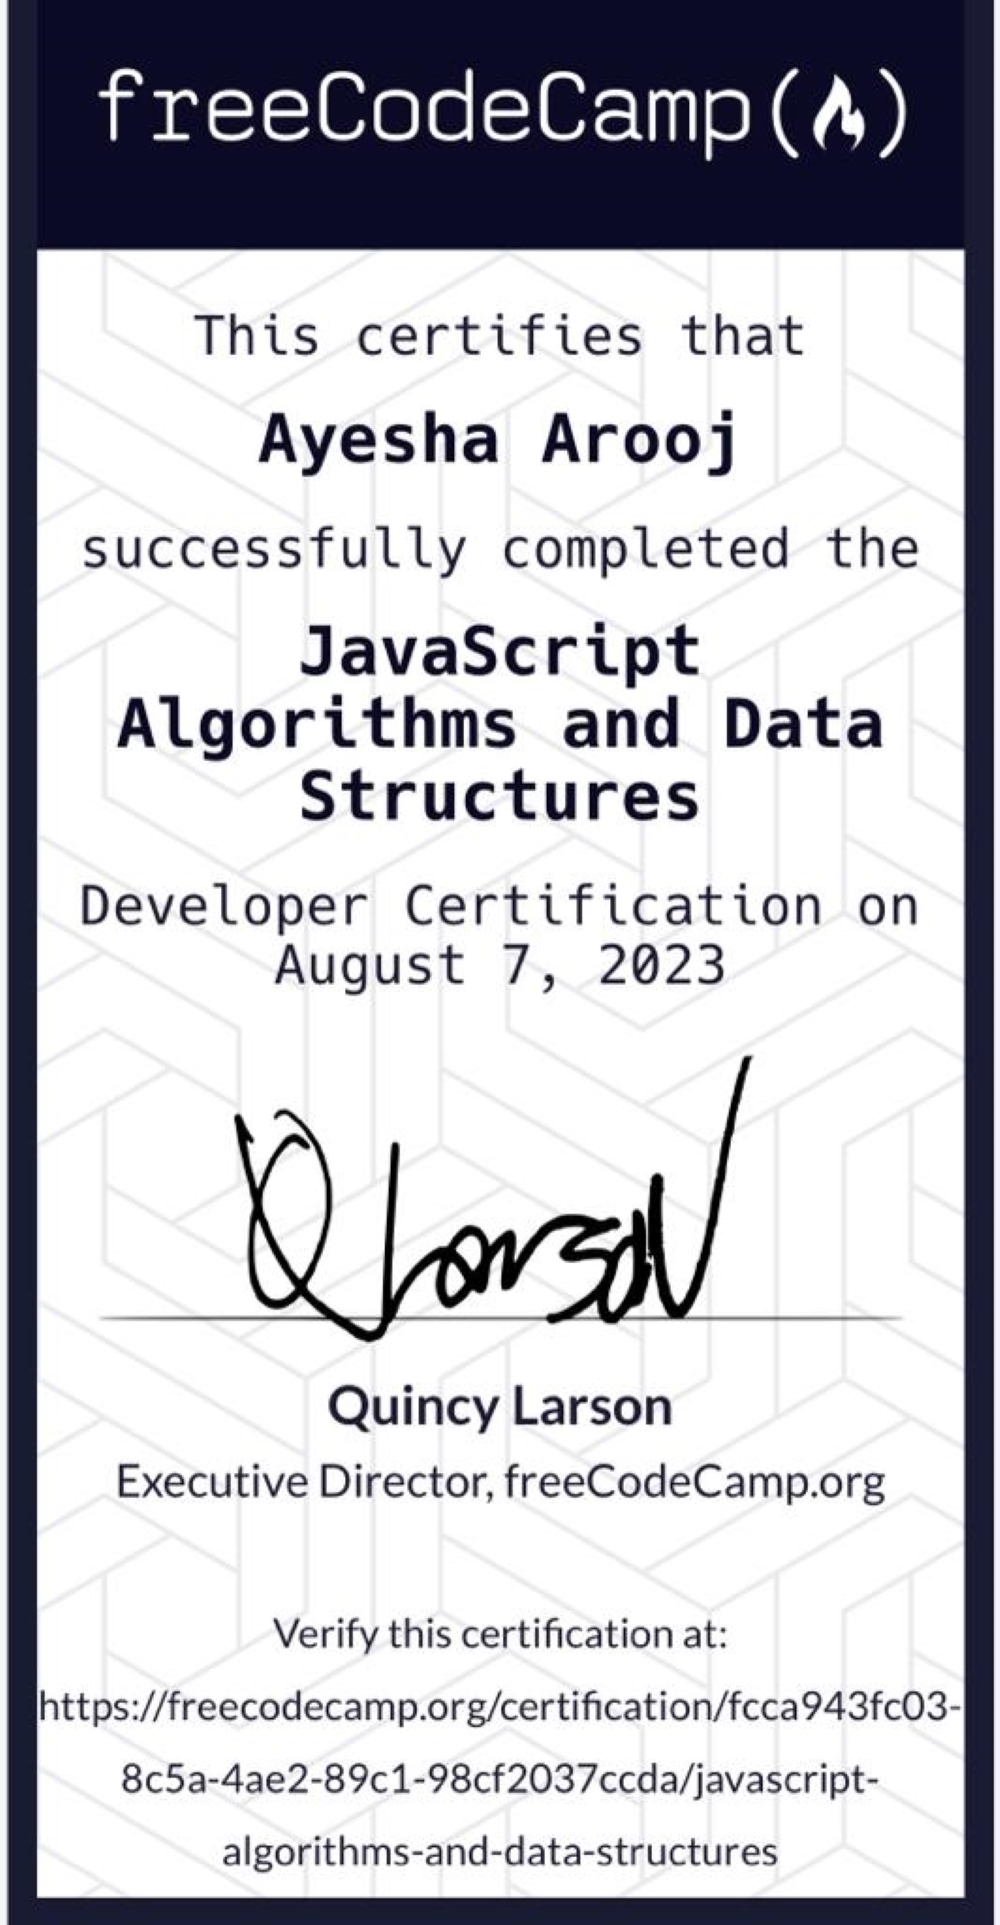 freeCodeCamp(🔥)
This certifies that
Ayesha Arooj
successfully completed the
JavaScript
Algorithms and Data
Structures
Developer Certification on
August 7, 2023
QLarson
Quincy Larson
Executive Director, freeCodeCamp.org
Verify this certification at:
https://freecodecamp.org/certification/fcca943fc03-
8c5a-4ae2-89c1-98cf2037ccda/javascript-
algorithms-and-data-structures